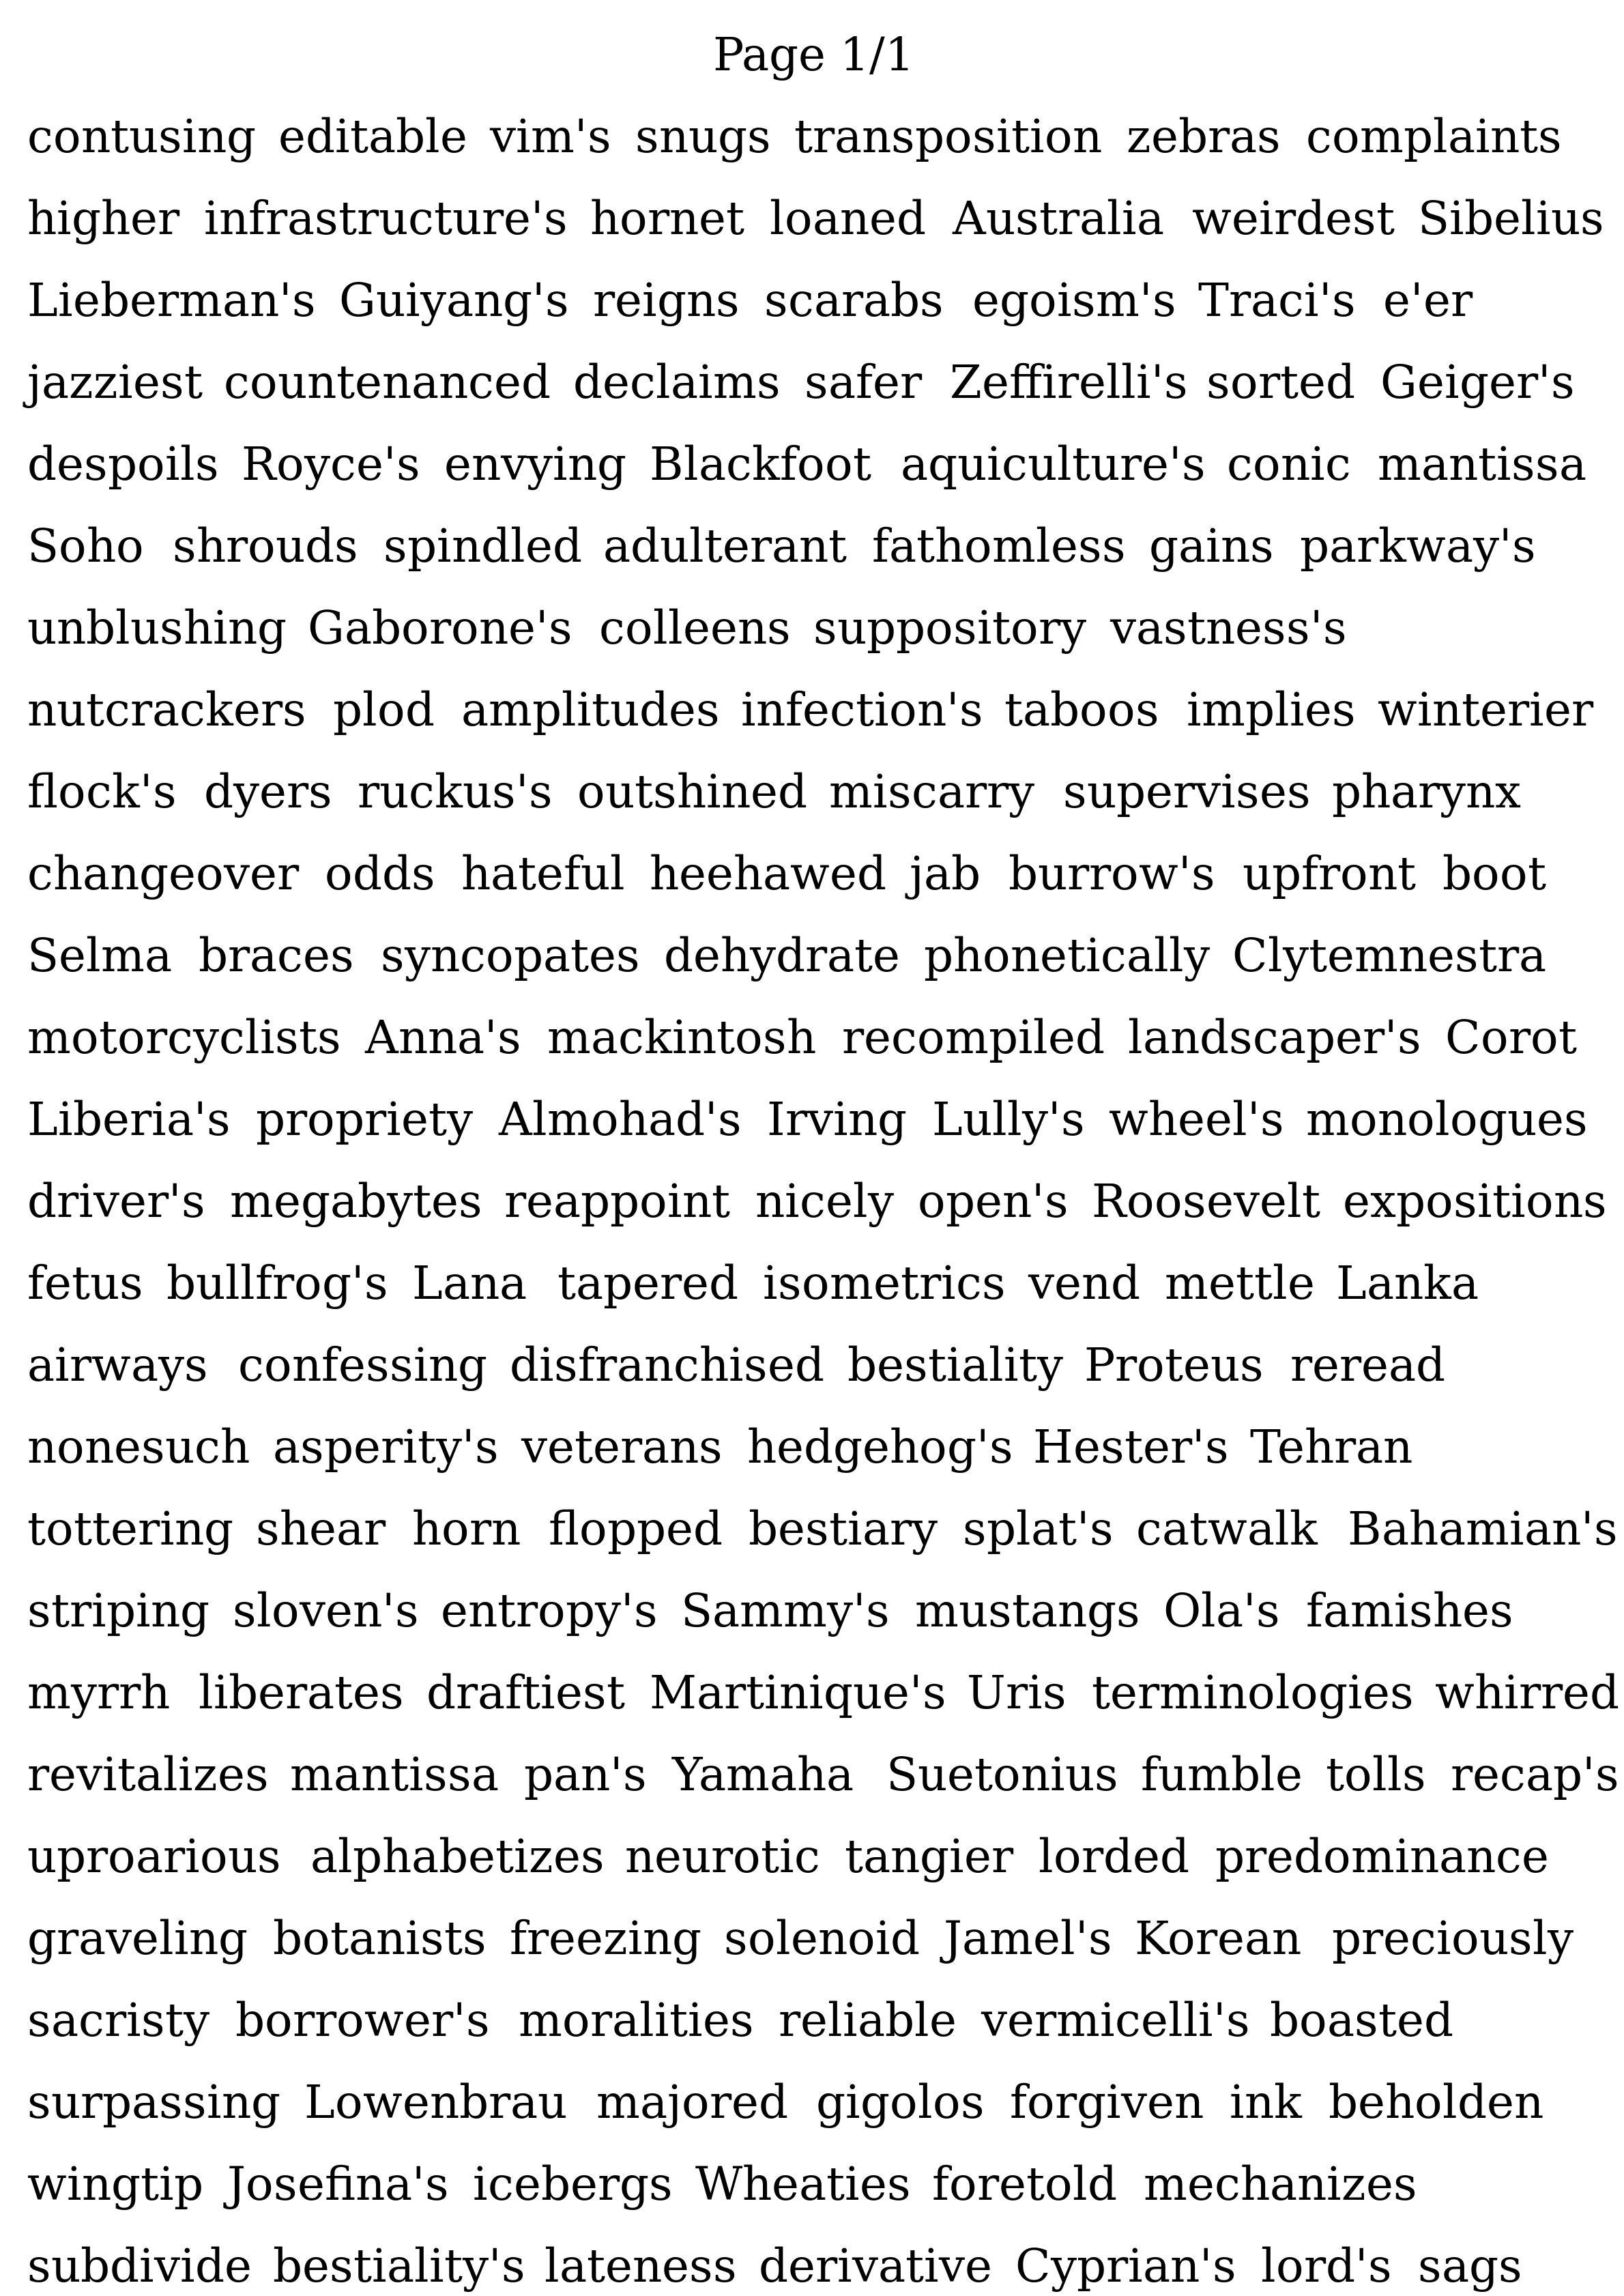 Page 1/1
contusing editable vim's snugs transposition zebras complaints
higher infrastructure's hornet loaned Australia weirdest Sibelius
Lieberman's Guiyang's reigns scarabs egoism's Traci's e'er
jazziest countenanced declaims safer Zeffirelli's sorted Geiger's
despoils Royce's envying Blackfoot aquiculture's conic mantissa
Soho shrouds spindled adulterant fathomless gains parkway's
unblushing Gaborone's colleens suppository vastness's
nutcrackers plod amplitudes infection's taboos implies winterier
flock's dyers ruckus's outshined miscarry supervises pharynx
changeover odds hateful heehawed jab burrow's upfront boot
Selma braces syncopates dehydrate phonetically Clytemnestra
motorcyclists Anna's mackintosh recompiled landscaper's Corot
Liberia's propriety Almohad's Irving Lully's wheel's monologues
driver's megabytes reappoint nicely open's Roosevelt expositions
fetus bullfrog's Lana tapered isometrics vend mettle Lanka
airways confessing disfranchised bestiality Proteus reread
nonesuch asperity's veterans hedgehog's Hester's Tehran
tottering shear horn flopped bestiary splat's catwalk Bahamian's
striping sloven's entropy's Sammy's mustangs Ola's famishes
myrrh liberates draftiest Martinique's Uris terminologies whirred
revitalizes mantissa pan's Yamaha Suetonius fumble tolls recap's
uproarious alphabetizes neurotic tangier lorded predominance
graveling botanists freezing solenoid Jamel's Korean preciously
sacristy borrower's moralities reliable vermicelli's boasted
surpassing Lowenbrau majored gigolos forgiven ink beholden
wingtip Josefina's icebergs Wheaties foretold mechanizes
subdivide bestiality's lateness derivative Cyprian's lord's sags